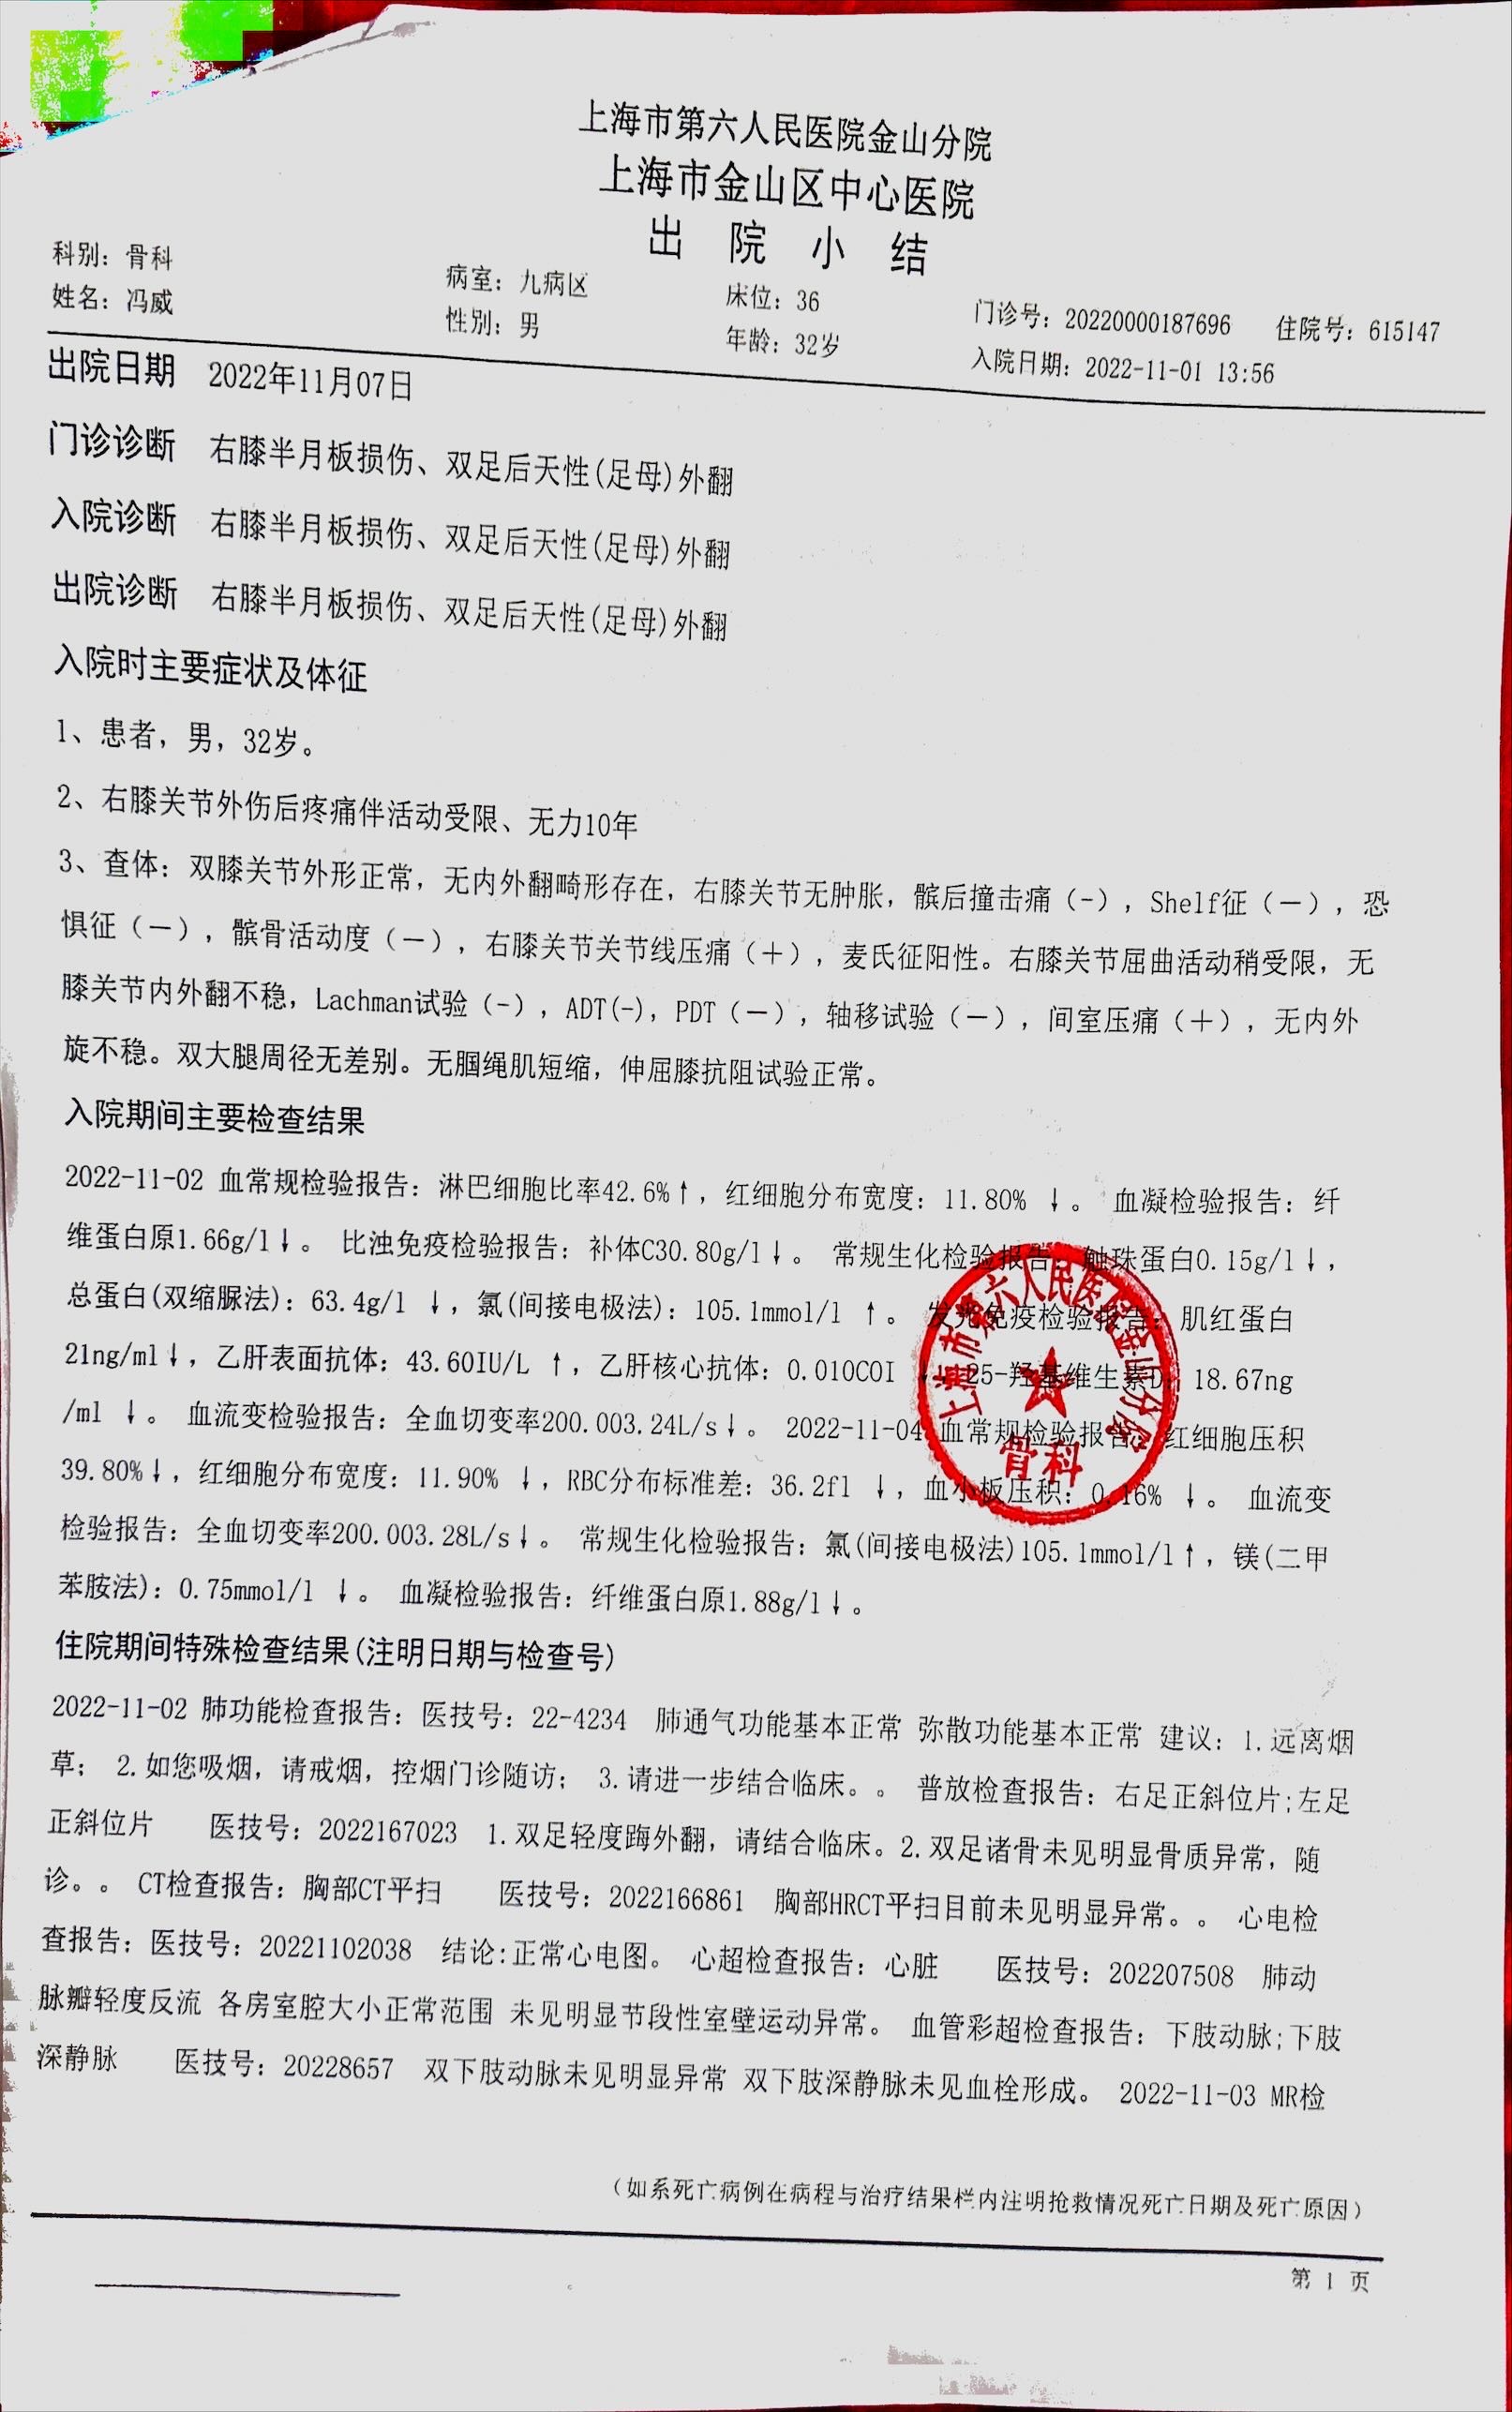 上海市第六人民医院金山分院
上海市金山区中心医院
出 院 小 结
科别：骨科 病室：九病区 床位：36 门诊号：20220000187696 住院号：615147
姓名：冯威 性别：男 年龄：32岁 入院日期：2022-11-01 13:56
出院日期 2022年11月07日
门诊诊断 右膝半月板损伤、双足后天性(足母)外翻
入院诊断 右膝半月板损伤、双足后天性(足母)外翻
出院诊断 右膝半月板损伤、双足后天性(足母)外翻
入院时主要症状及体征
1、患者，男，32岁。
2、右膝关节外伤后疼痛伴活动受限、无力10年
3、查体：双膝关节外形正常，无内外翻畸形存在，右膝关节无肿胀，髌后撞击痛（-），Shelf征（—），恐
惧征（—），髌骨活动度（—），右膝关节关节线压痛（＋），麦氏征阳性。右膝关节屈曲活动稍受限，无
膝关节内外翻不稳，Lachman试验（-），ADT(-)，PDT（—），轴移试验（—），间室压痛（＋），无内外
旋不稳。双大腿周径无差别。无腘绳肌短缩，伸屈膝抗阻试验正常。
入院期间主要检查结果
2022-11-02 血常规检验报告：淋巴细胞比率42.6%↑，红细胞分布宽度：11.80% ↓。 血凝检验报告：纤
维蛋白原1.66g/l↓。 比浊免疫检验报告：补体C30.80g/l↓。 常规生化检验报告：触珠蛋白0.15g/l↓，
总蛋白(双缩脲法)：63.4g/l ↓，氯(间接电极法)：105.1mmol/l ↑。 发光免疫检验报告：肌红蛋白
21ng/ml↓，乙肝表面抗体：43.60IU/L ↑，乙肝核心抗体：0.010COI 25-羟基维生素D：18.67ng
/ml ↓。 血流变检验报告：全血切变率200.003.24L/s↓。 2022-11-04 血常规检验报告：红细胞压积
39.80%↓，红细胞分布宽度：11.90% ↓，RBC分布标准差：36.2fl ↓，血小板压积：0.16% ↓。 血流变
检验报告：全血切变率200.003.28L/s↓。 常规生化检验报告：氯(间接电极法)105.1mmol/l↑，镁(二甲
苯胺法)：0.75mmol/l ↓。 血凝检验报告：纤维蛋白原1.88g/l↓。
上海市第六人民医院金山分院
骨科
住院期间特殊检查结果(注明日期与检查号)
2022-11-02 肺功能检查报告：医技号：22-4234 肺通气功能基本正常 弥散功能基本正常 建议：1.远离烟
草； 2.如您吸烟，请戒烟，控烟门诊随访； 3.请进一步结合临床。。 普放检查报告：右足正斜位片;左足
正斜位片 医技号：2022167023 1.双足轻度踇外翻，请结合临床。2.双足诸骨未见明显骨质异常，随
诊。。 CT检查报告：胸部CT平扫 医技号：2022166861 胸部HRCT平扫目前未见明显异常。。 心电检
查报告：医技号：20221102038 结论:正常心电图。 心超检查报告：心脏 医技号：202207508 肺动
脉瓣轻度反流 各房室腔大小正常范围 未见明显节段性室壁运动异常。 血管彩超检查报告：下肢动脉;下肢
深静脉 医技号：20228657 双下肢动脉未见明显异常 双下肢深静脉未见血栓形成。 2022-11-03 MR检
（如系死亡病例在病程与治疗结果栏内注明抢救情况死亡日期及死亡原因）
第 1 页